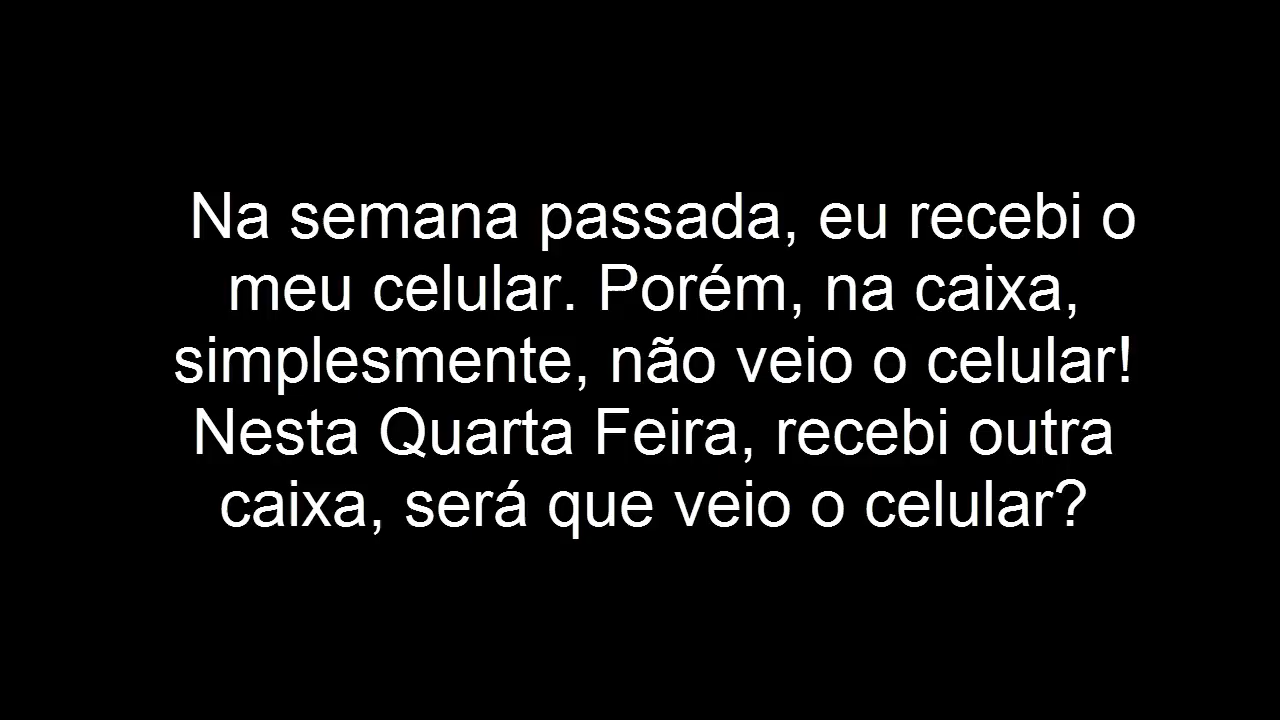 Na semana passada, eu recebi o
meu celular. Porém, na caixa,
simplesmente, não veio o celular!
Nesta Quarta Feira, recebi outra
caixa, será que veio o celular?